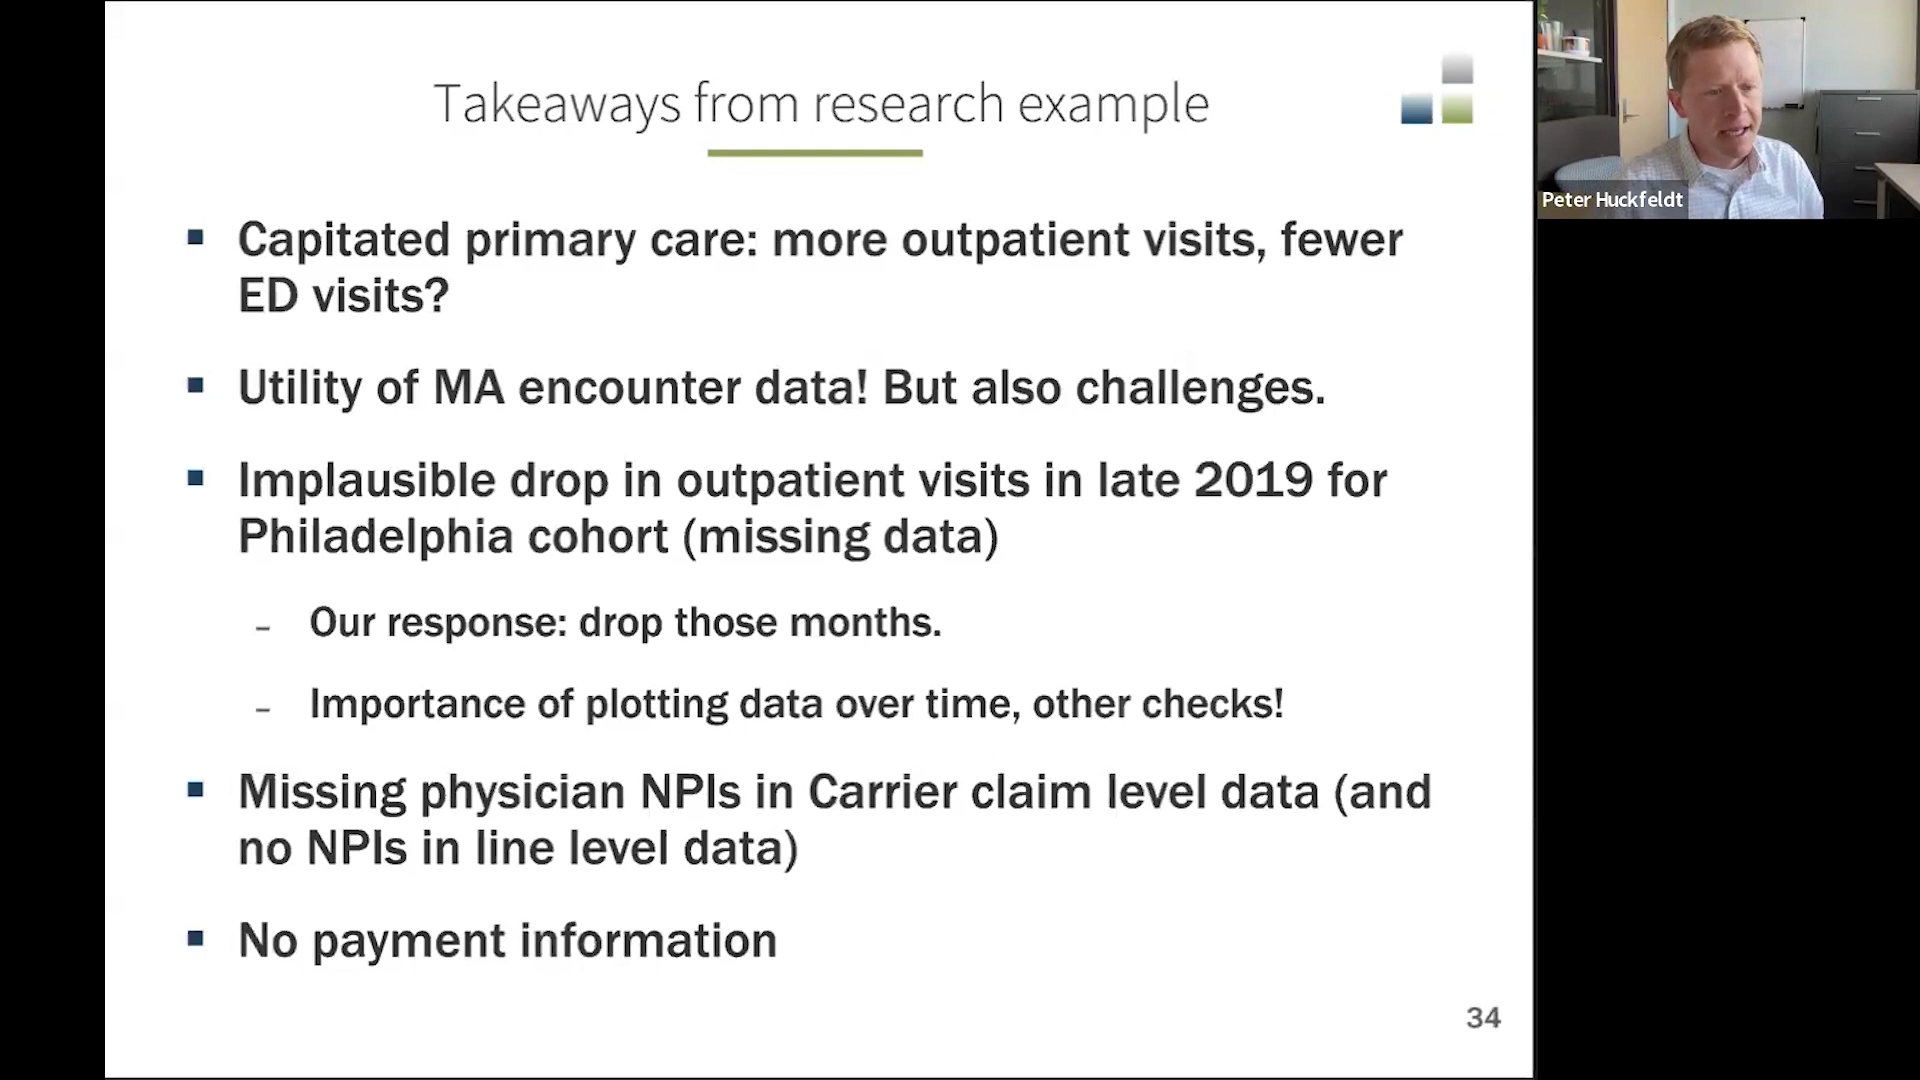 Takeaways from research example
Peter Huckfeldt
▪ Capitated primary care: more outpatient visits, fewer
ED visits?
▪ Utility of MA encounter data! But also challenges.
▪ Implausible drop in outpatient visits in late 2019 for
Philadelphia cohort (missing data)
– Our response: drop those months.
– Importance of plotting data over time, other checks!
▪ Missing physician NPIs in Carrier claim level data (and
no NPIs in line level data)
▪ No payment information
34